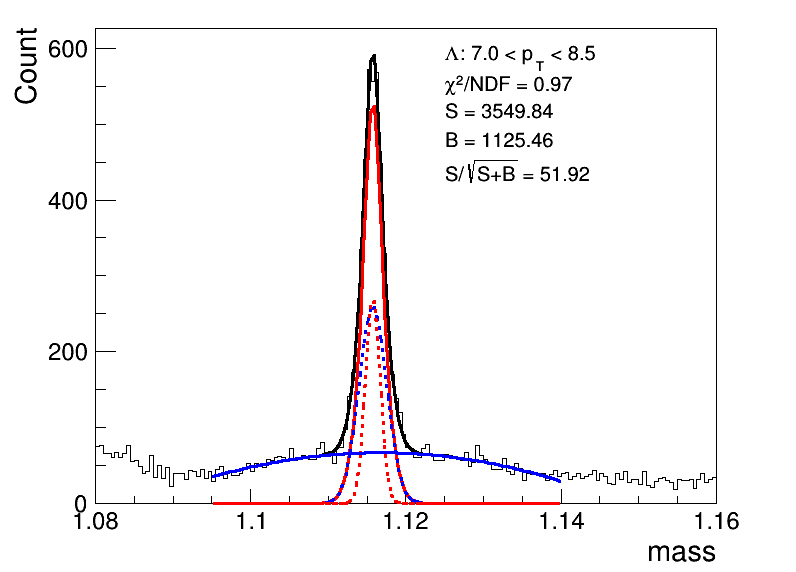 Λ: 7.0 < p_T < 8.5
χ²/NDF = 0.97
S = 3549.84
B = 1125.46
S/√S+B = 51.92
Count
600
400
200
0
1.08 1.1 1.12 1.14 1.16
mass